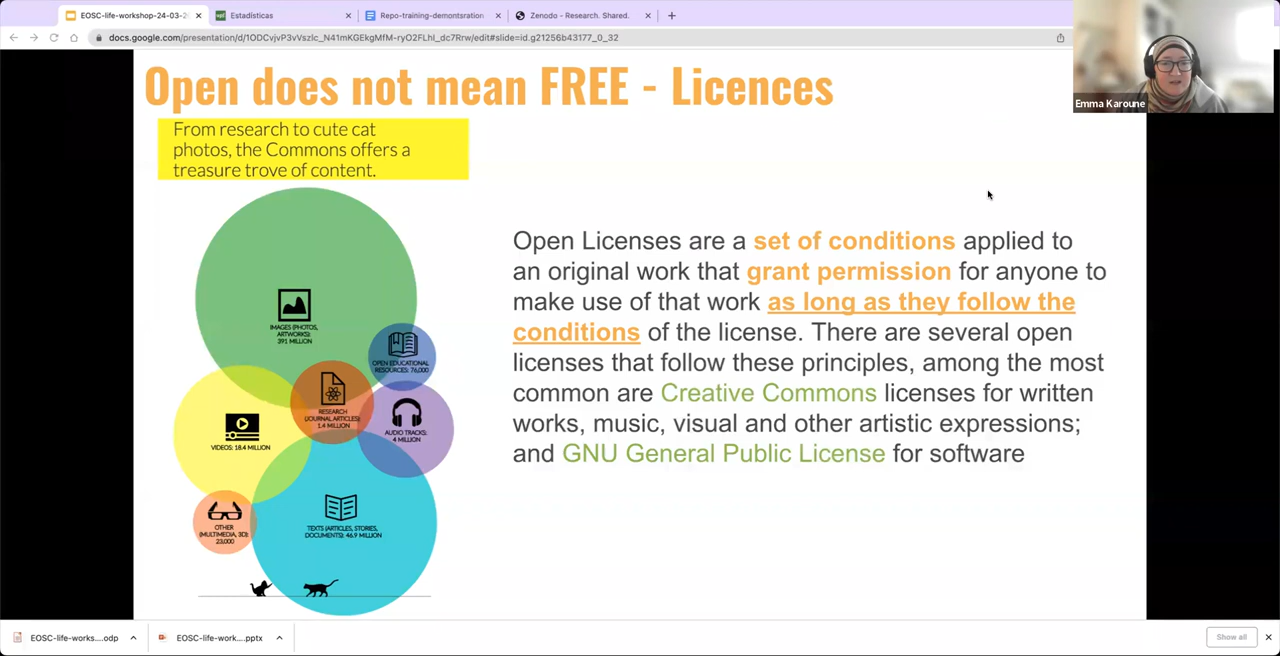 EOSC-life-workshop-24-03-2
Estadísticas
Repo-training-demontsration
Zenodo - Research. Shared.
docs.google.com/presentation/d/1ODCvjvP3vVszlc_N41mKGEkgMfM-ryO2FLhl_dc7Rrw/edit#slide=id.g21256b43177_0_32
Emma Karoune
Open does not mean FREE - Licences
From research to cute cat
photos, the Commons offers a
treasure trove of content.
IMAGES (PHOTOS,
ARTWORKS):
391 MILLION
OPEN EDUCATIONAL
RESOURCES: 76,000
RESEARCH
(JOURNAL ARTICLES):
1.4 MILLION
AUDIO TRACKS:
4 MILLION
VIDEOS: 18.4 MILLION
OTHER
(MULTIMEDIA, 3D):
23,000
TEXTS (ARTICLES, STORIES,
DOCUMENTS): 46.9 MILLION
Open Licenses are a set of conditions applied to
an original work that grant permission for anyone to
make use of that work as long as they follow the
conditions of the license. There are several open
licenses that follow these principles, among the most
common are Creative Commons licenses for written
works, music, visual and other artistic expressions;
and GNU General Public License for software
EOSC-life-works....odp
EOSC-life-work....pptx
Show all